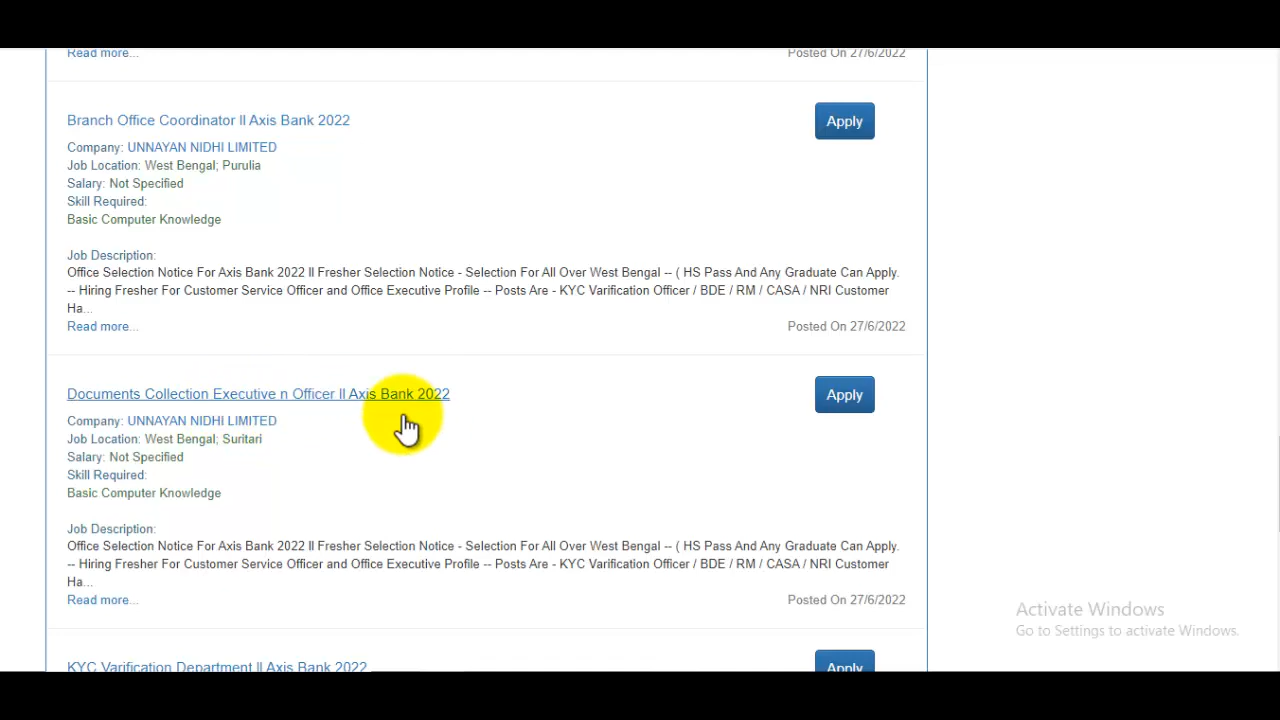 Read more...
Posted On 27/6/2022
Branch Office Coordinator ll Axis Bank 2022
Apply
Company: UNNAYAN NIDHI LIMITED
Job Location: West Bengal; Purulia
Salary: Not Specified
Skill Required:
Basic Computer Knowledge
Job Description:
Office Selection Notice For Axis Bank 2022 ll Fresher Selection Notice - Selection For All Over West Bengal -- ( HS Pass And Any Graduate Can Apply.
-- Hiring Fresher For Customer Service Officer and Office Executive Profile -- Posts Are - KYC Varification Officer / BDE / RM / CASA / NRI Customer
Ha...
Read more...
Posted On 27/6/2022
Documents Collection Executive n Officer ll Axis Bank 2022
Apply
Company: UNNAYAN NIDHI LIMITED
Job Location: West Bengal; Suritari
Salary: Not Specified
Skill Required:
Basic Computer Knowledge
Job Description:
Office Selection Notice For Axis Bank 2022 ll Fresher Selection Notice - Selection For All Over West Bengal -- ( HS Pass And Any Graduate Can Apply.
-- Hiring Fresher For Customer Service Officer and Office Executive Profile -- Posts Are - KYC Varification Officer / BDE / RM / CASA / NRI Customer
Ha...
Read more...
Posted On 27/6/2022
Activate Windows
Go to Settings to activate Windows.
KYC Varification Department ll Axis Bank 2022
Apply